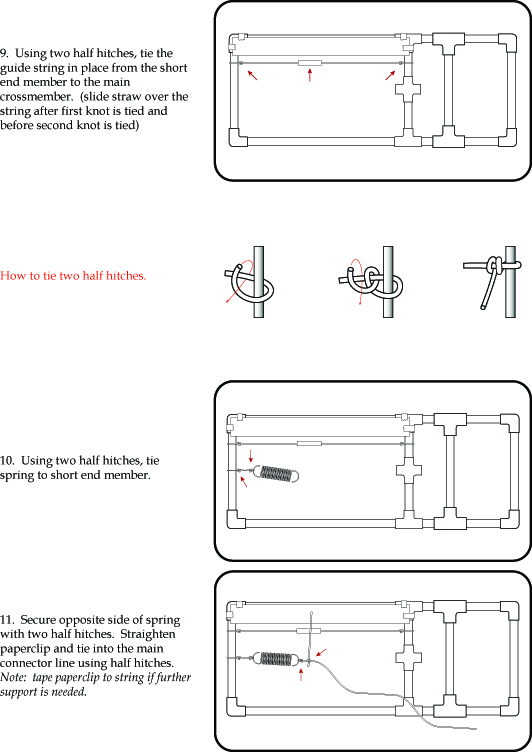 9.  Using two half hitches, tie the
guide string in place from the short
end member to the main
crossmember.  (slide straw over the
string after first knot is tied and
before second knot is tied)
How to tie two half hitches.
10.  Using two half hitches, tie
spring to short end member.
11.  Secure opposite side of spring
with two half hitches.  Straighten
paperclip and tie into the main
connector line using half hitches.
Note:  tape paperclip to string if further
support is needed.